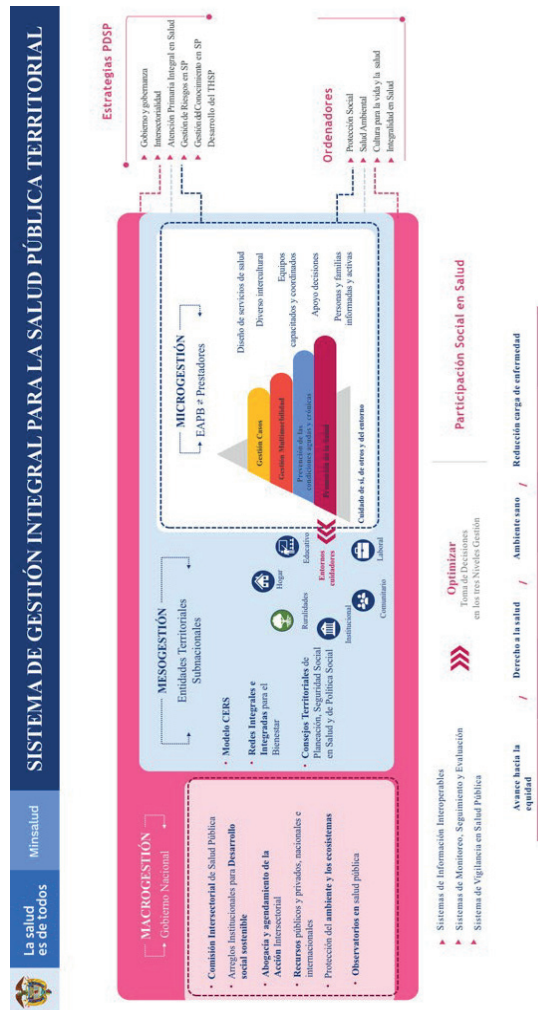 La salud
es de todos
Minsalud
SISTEMA DE GESTIÓN INTEGRAL PARA LA SALUD PÚBLICA TERRITORIAL
MACROGESTIÓN
Gobierno Nacional
• Comisión Intersectorial de Salud Pública
• Arreglos Institucionales para Desarrollo
social sostenible
• Abogacía y agendamiento de la
Acción Intersectorial
• Recursos públicos y privados, nacionales e
internacionales
• Protección del ambiente y los ecosistemas
• Observatorios en salud pública
MESOGESTIÓN
Entidades Territoriales
Subnacionales
• Modelo CERS
• Redes Integrales e
Integradas para el
Bienestar
• Consejos Territoriales de
Planeación, Seguridad Social
en Salud y de Política Social
Hogar
Educativo
Ruralidades
Entornos
cuidadores
Institucional
Comunitario
Laboral
MICROGESTIÓN
EAPB ⇄ Prestadores
Gestión Casos
Gestión Multimorbilidad
Prevención de las
condiciones agudas y crónicas
Promoción de la Salud
Cuidado de sí, de otros y del entorno
Diseño de servicios de salud
Diverso intercultural
Equipos
capacitados y coordinados
Apoyo decisiones
Personas y familias
informadas y activas
Estrategias PDSP
Gobierno y gobernanza
Intersectorialidad
Atención Primaria Integral en Salud
Gestión de Riesgos en SP
Gestión del Conocimiento en SP
Desarrollo del THSP
Ordenadores
Protección Social
Salud Ambiental
Cultura para la vida y la salud
Integralidad en Salud
Sistemas de Información Interoperables
Sistemas de Monitoreo, Seguimiento y Evaluación
Sistema de Vigilancia en Salud Pública
Optimizar
Toma de Decisiones
en los tres Niveles Gestión
Participación Social en Salud
Avance hacia la
equidad
/ Derecho a la salud / Ambiente sano / Reducción carga de enfermedad